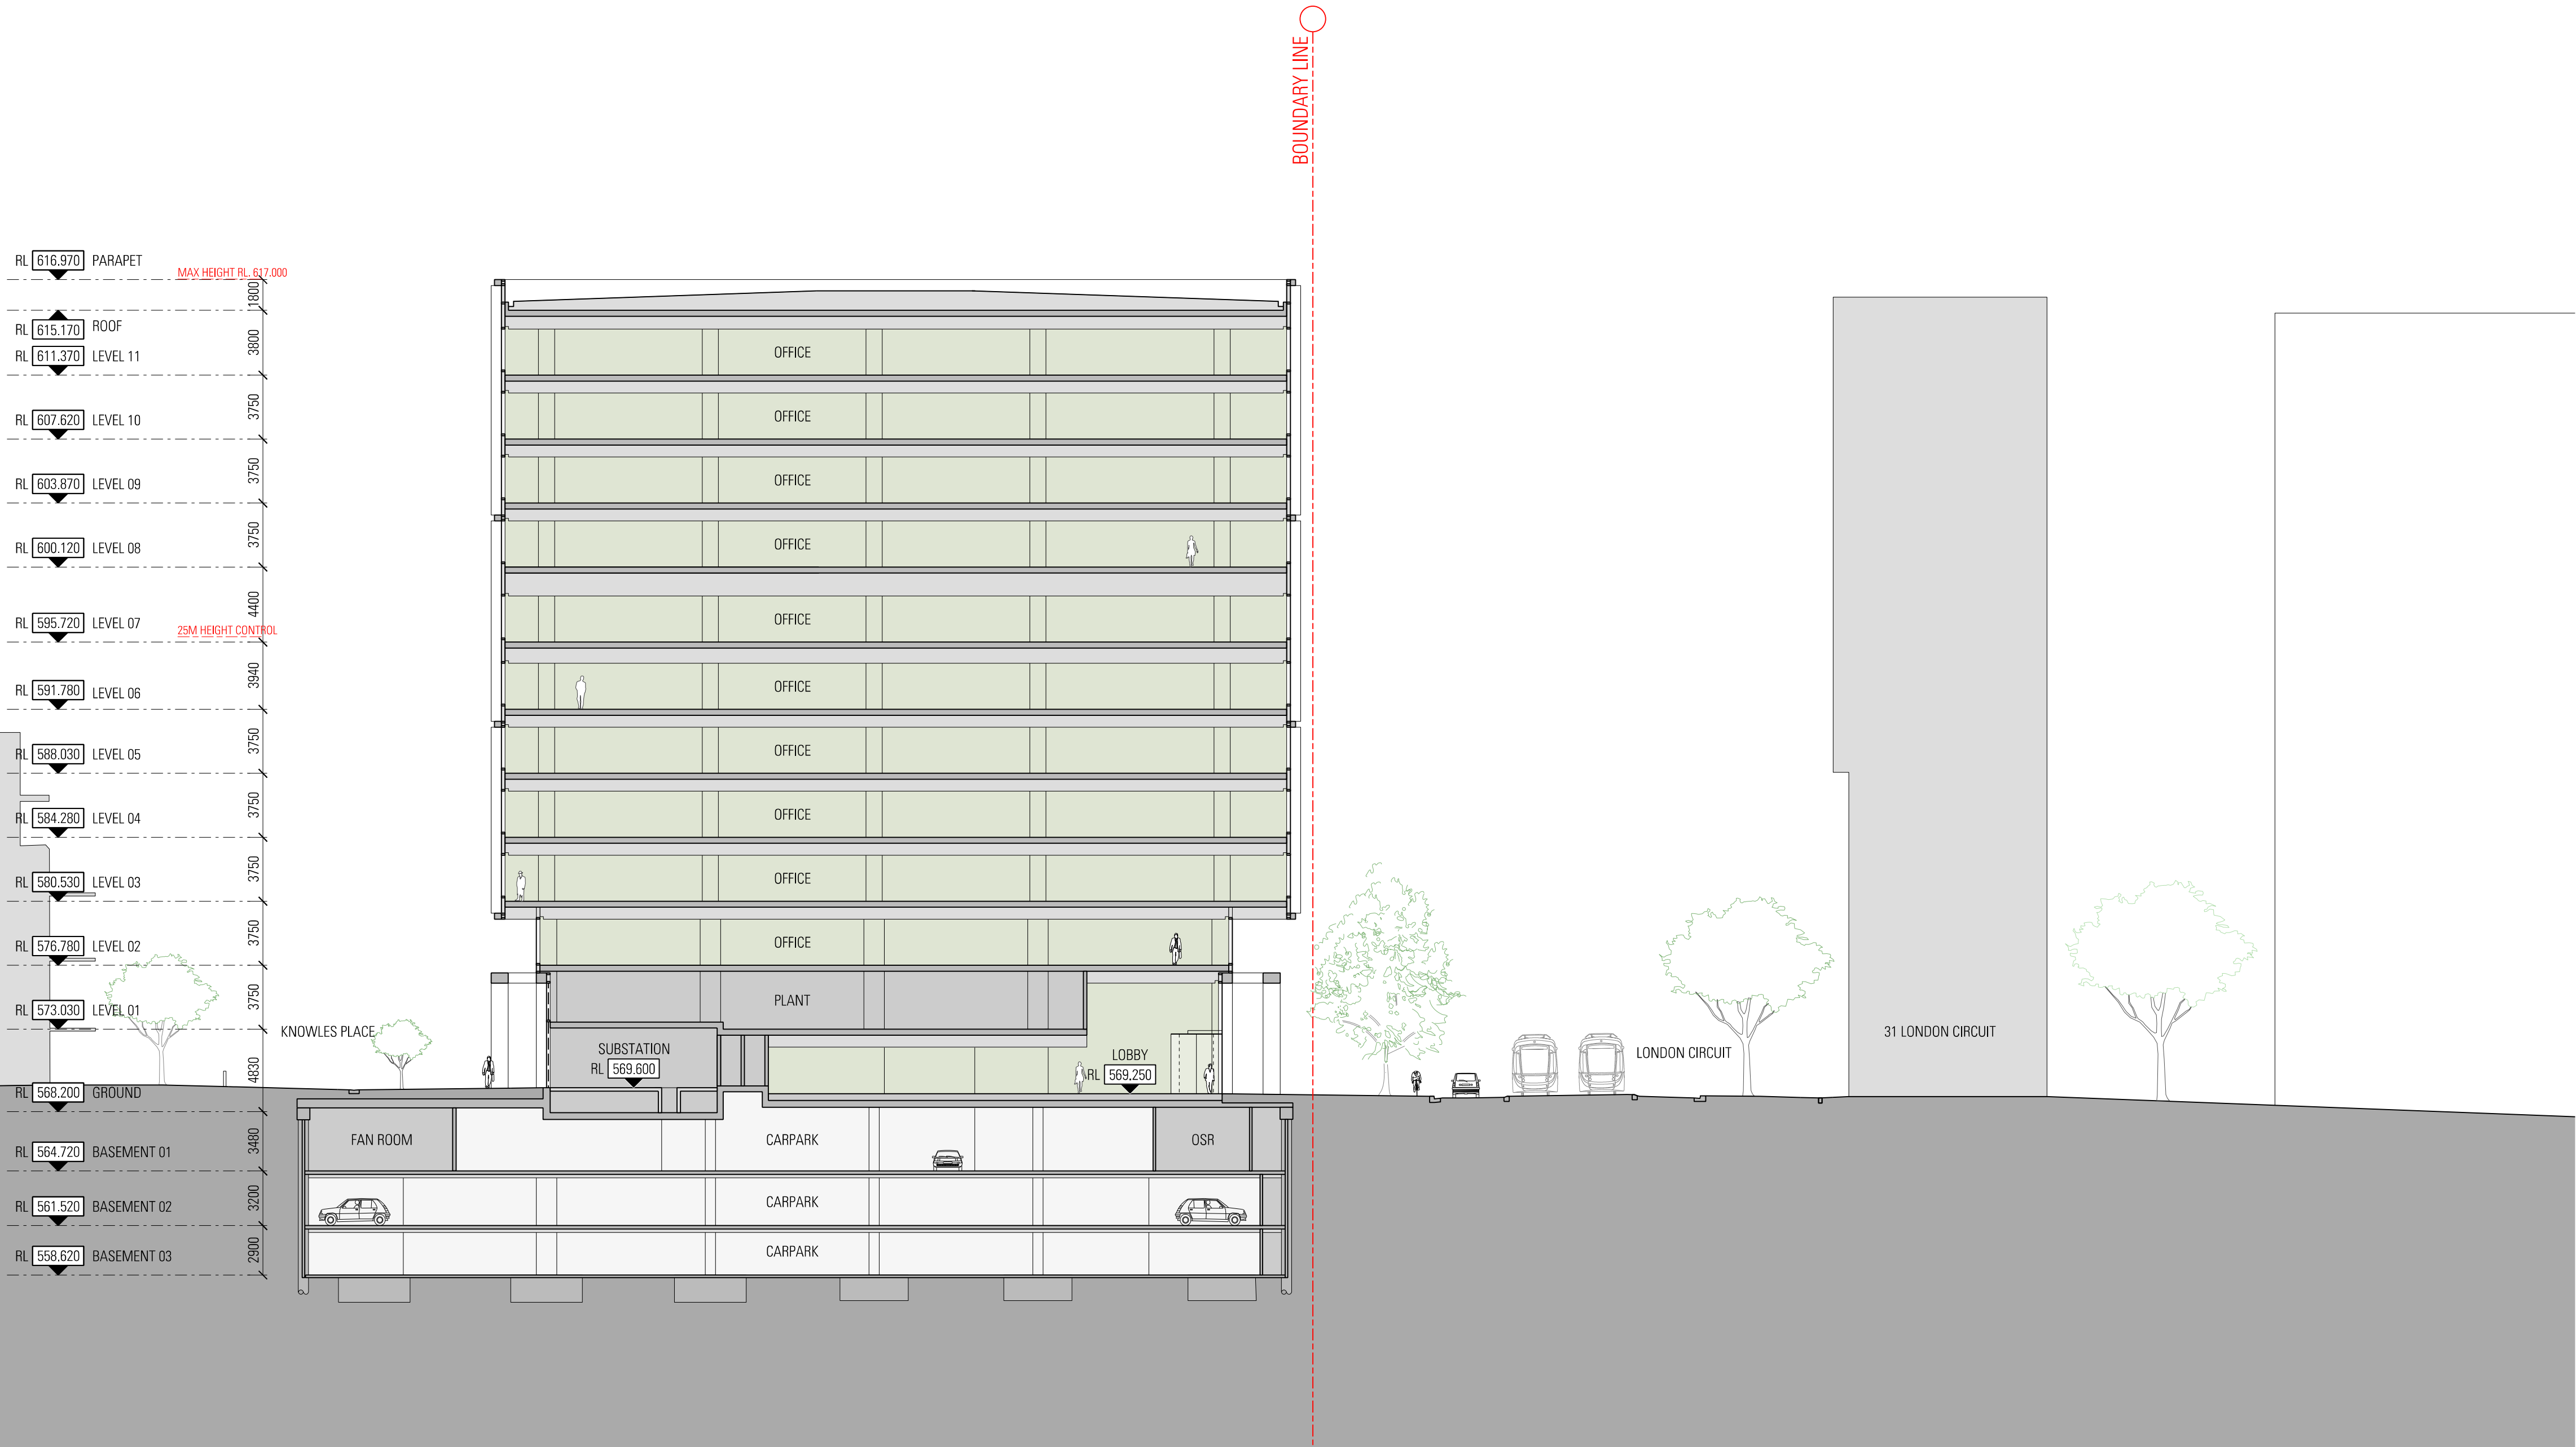 BOUNDARY LINE
RL 616.970 PARAPET
MAX HEIGHT RL. 617.000
1800
RL 615.170 ROOF
3800
RL 611.370 LEVEL 11
OFFICE
3750
RL 607.620 LEVEL 10
OFFICE
3750
RL 603.870 LEVEL 09
OFFICE
3750
RL 600.120 LEVEL 08
OFFICE
4400
RL 595.720 LEVEL 07
OFFICE
25M HEIGHT CONTROL
3940
RL 591.780 LEVEL 06
OFFICE
3750
RL 588.030 LEVEL 05
OFFICE
3750
RL 584.280 LEVEL 04
OFFICE
3750
RL 580.530 LEVEL 03
OFFICE
3750
RL 576.780 LEVEL 02
OFFICE
3750
RL 573.030 LEVEL 01
PLANT
KNOWLES PLACE
31 LONDON CIRCUIT
SUBSTATION
RL 569.600
LOBBY
RL 569.250
LONDON CIRCUIT
4830
RL 568.200 GROUND
3480
FAN ROOM
CARPARK
OSR
RL 564.720 BASEMENT 01
3200
RL 561.520 BASEMENT 02
CARPARK
2900
RL 558.620 BASEMENT 03
CARPARK